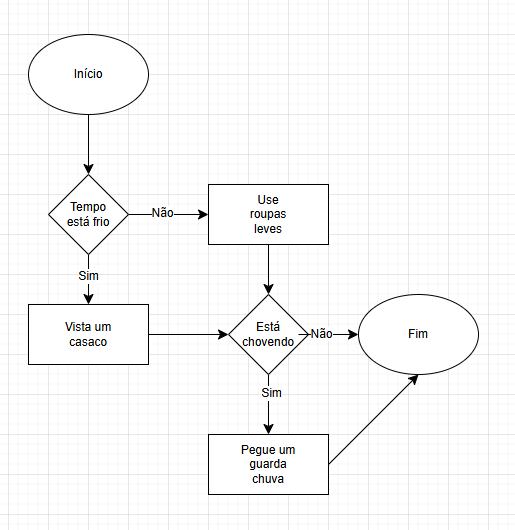 Início
Tempo
está frio
Não
Use
roupas
leves
Sim
Vista um
casaco
Está
chovendo
Não
Fim
Sim
Pegue um
guarda
chuva